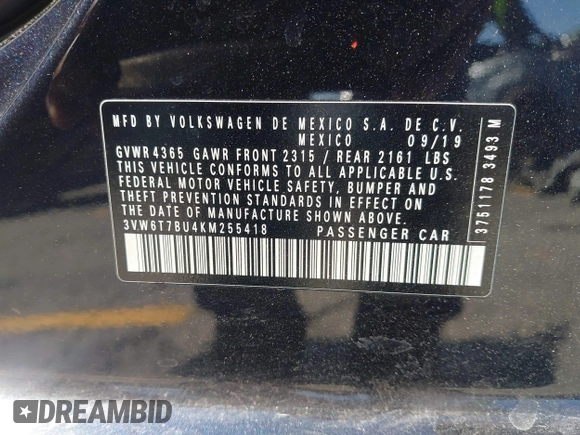 MFD BY VOLKSWAGEN DE MEXICO S.A. DE C.V.
MEXICO 09/19
GVWR 4365 GAWR FRONT 2315 / REAR 2161 LBS
THIS VEHICLE CONFORMS TO ALL APPLICABLE U.S.
FEDERAL MOTOR VEHICLE SAFETY, BUMPER AND
THEFT PREVENTION STANDARDS IN EFFECT ON
THE DATE OF MANUFACTURE SHOWN ABOVE.
3VW6T7BU4KM255418 PASSENGER CAR
37511178 3493 M
DREAMBID